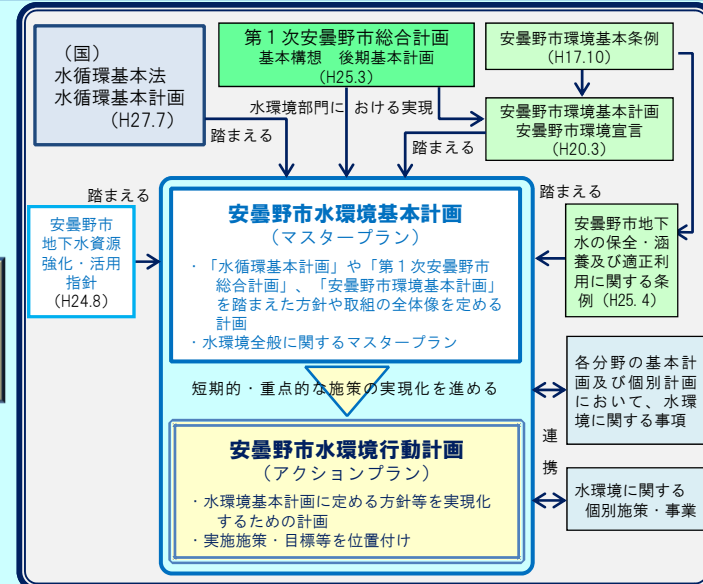 （国）
水循環基本法
水循環基本計画
（H27.7）
第１次安曇野市総合計画
基本構想　後期基本計画
（H25.3）
安曇野市環境基本条例
（H17.10）
水環境部門に おける実現
安曇野市環境基本計画
安曇野市環境宣言
（H20.3）
踏まえる
踏まえる
踏まえる
踏まえる
安曇野市
地下水資源
強化・活用
指針
（H24.8）
安曇野市水環境基本計画
（マスタープラン）
・「水循環基本計画」や「第１次安曇野市
総合計画」、「安曇野市環境基本計画」
を踏まえた方針や取組の全体像を定める
計画
・水環境全般に関するマスタープラン
安曇野市地下
水の保全・涵
養及び適正利
用に関する条
例（H25.4）
短期的・重点的な施策の実現化を進める
各分野の基本計
画及び個別計画
において、水環
境に関する事項
連
携
安曇野市水環境行動計画
（アクションプラン）
・水環境基本計画に定める方針等を実現化
するための計画
・実施施策・目標等を位置付け
水環境に関する
個別施策・事業